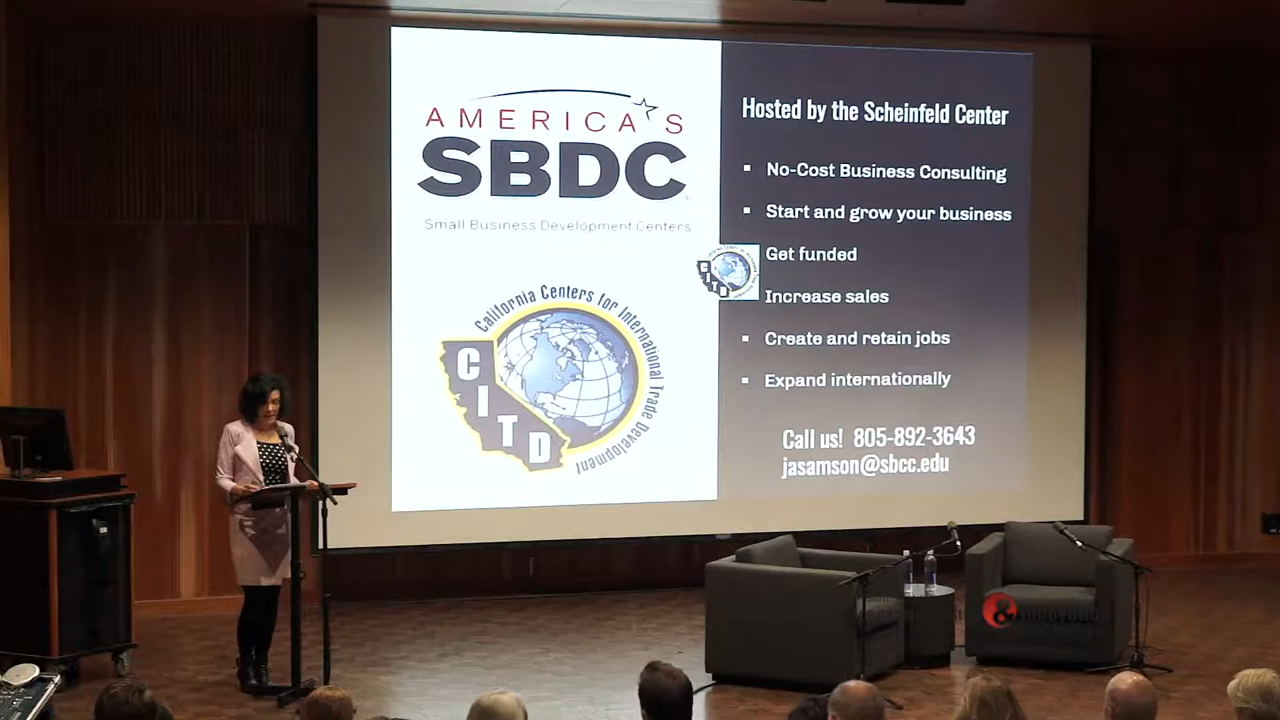 AMERICA'S
SBDC
Small Business Development Centers
California Centers for International Trade Development
CITD
Hosted by the Scheinfeld Center
No-Cost Business Consulting
Start and grow your business
Get funded
Increase sales
Create and retain jobs
Expand internationally
Call us! 805-892-3643
jasamson@sbcc.edu
CITD
&